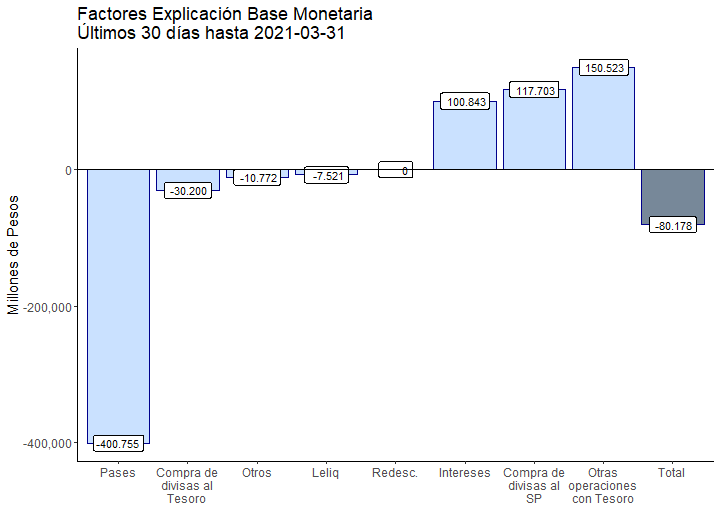 Factores Explicación Base Monetaria
Últimos 30 días hasta 2021-03-31
Millones de Pesos
0
-200,000
-400,000
-400.755
-30.200
-10.772
-7.521
0
100.843
117.703
150.523
-80.178
Pases
Compra de
divisas al
Tesoro
Otros
Leliq
Redesc.
Intereses
Compra de
divisas al
SP
Otras
operaciones
con Tesoro
Total